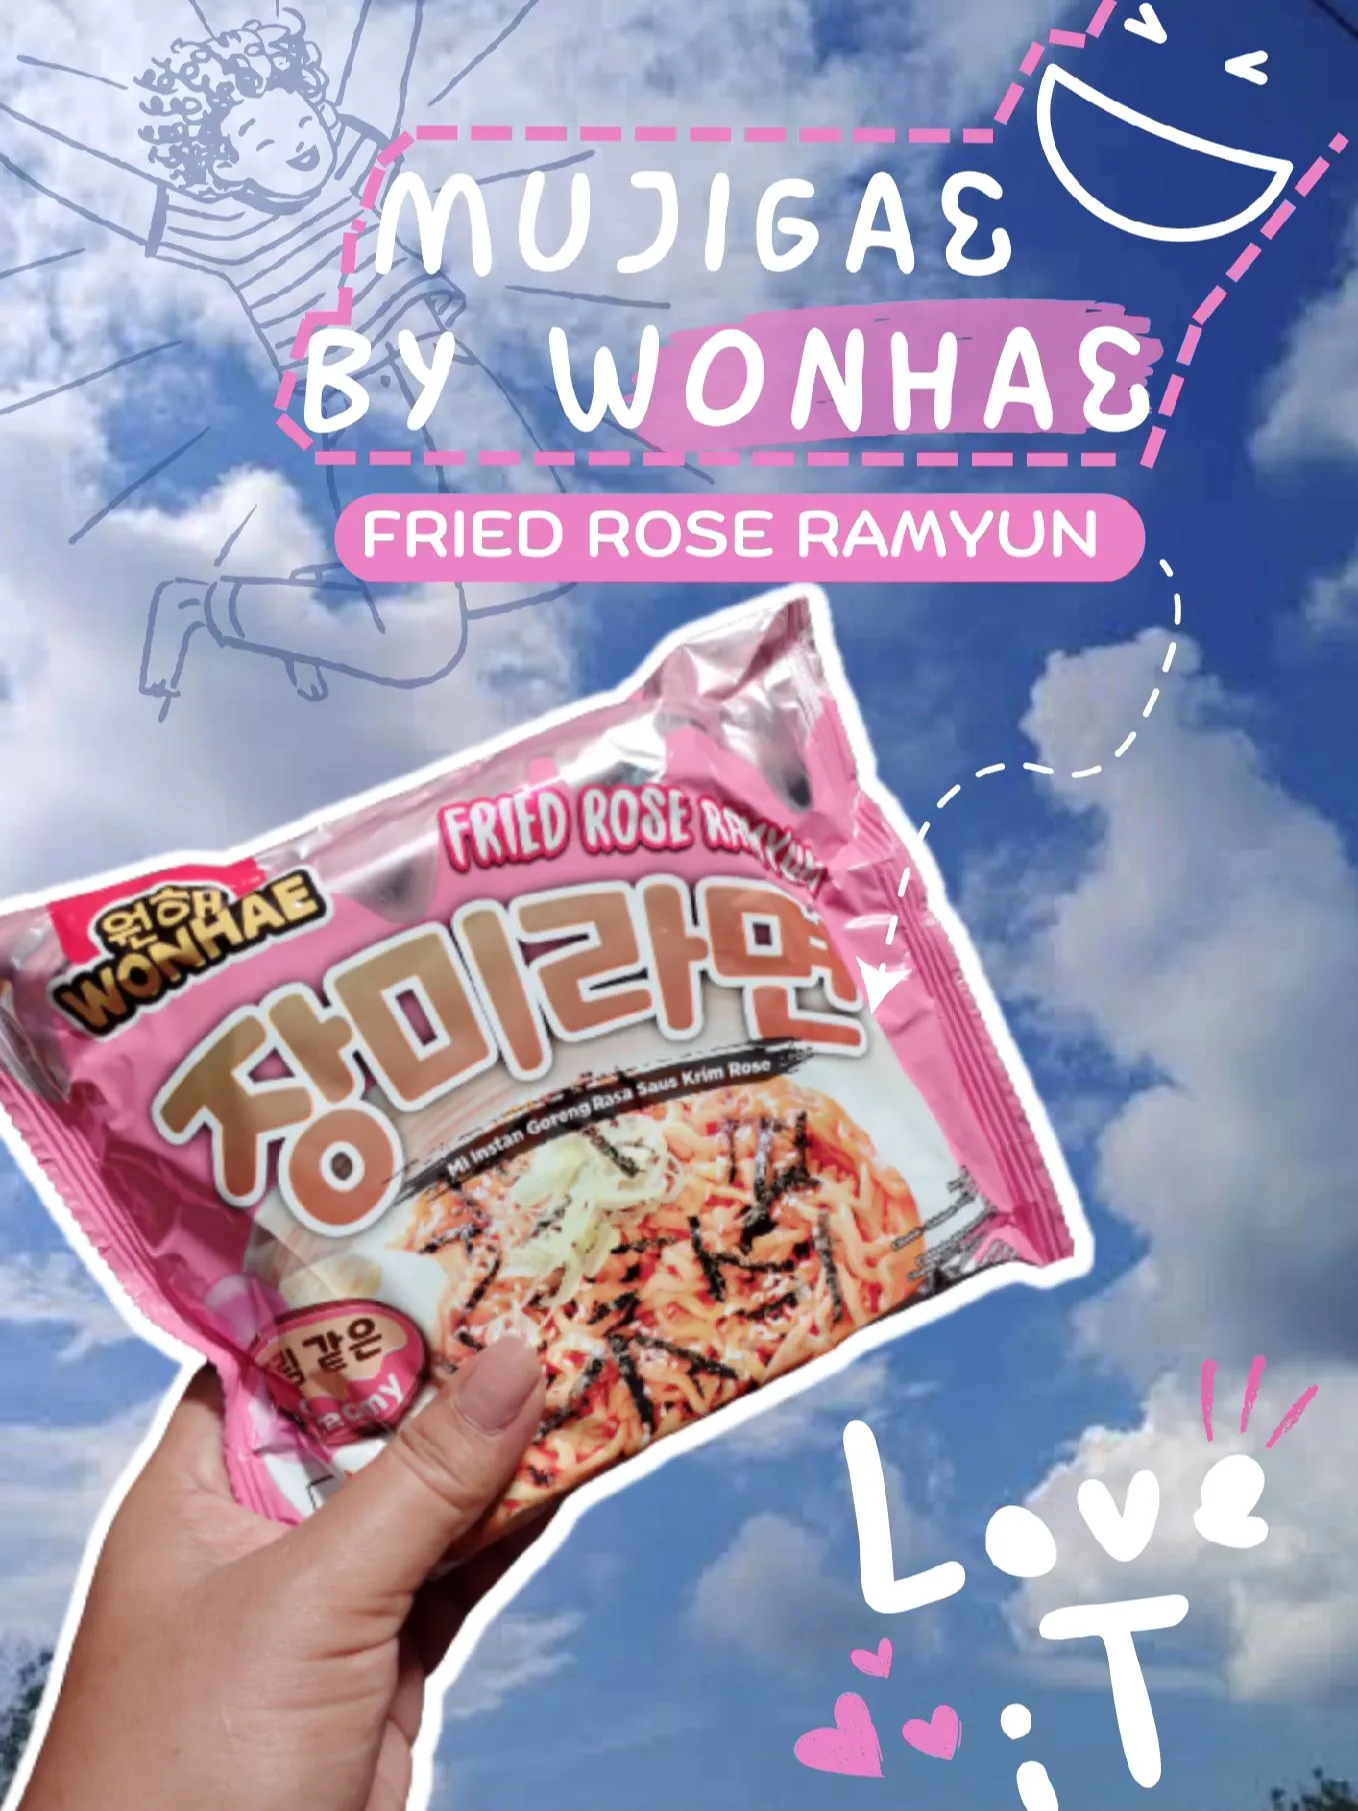 MUJIGAE
BY WONHAE
FRIED ROSE RAMYUN
FRIED ROSE RAMYUN
원해
WONHAE
장미라면
Mi Instan Goreng Rasa Saus Krim Rose
같은
Love
iT